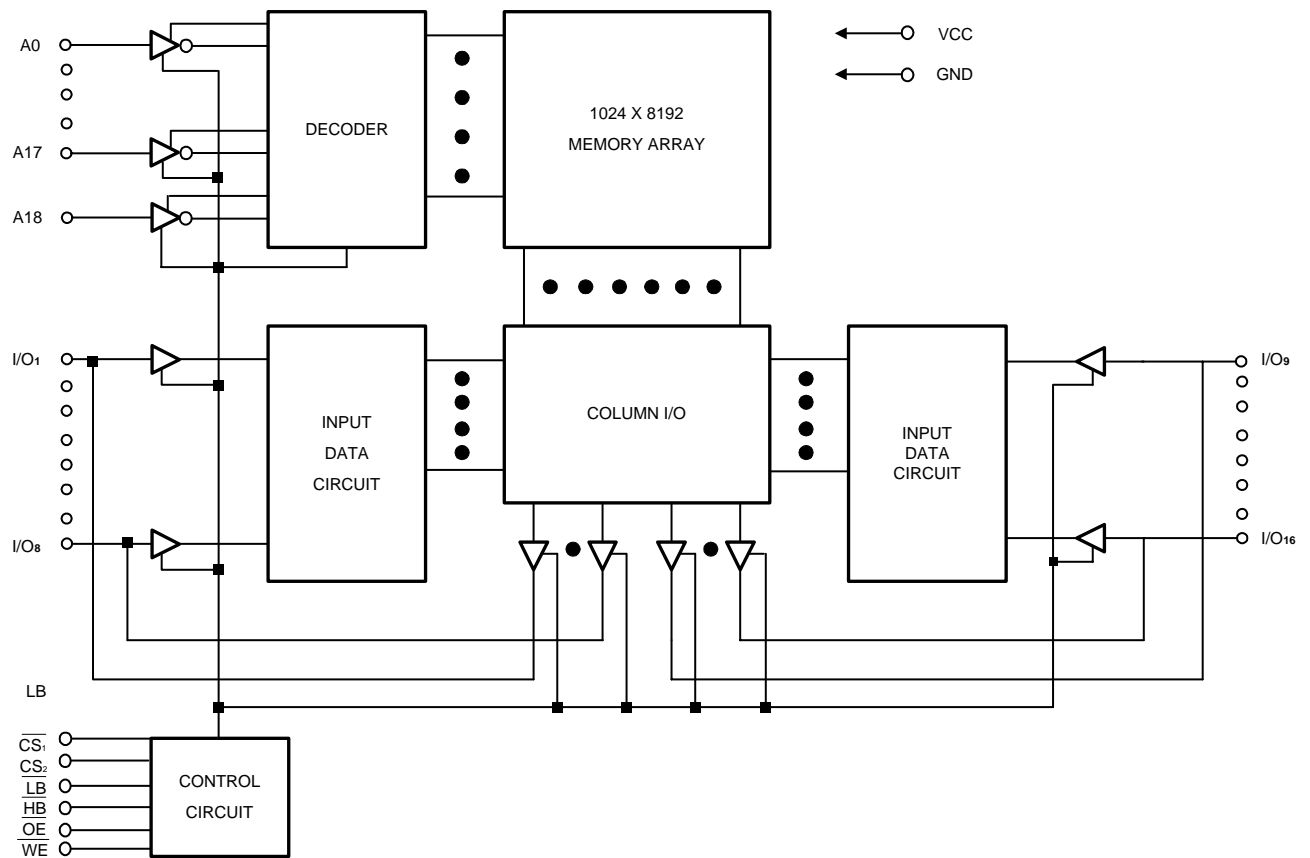 A0
VCC
GND
1024 X 8192
MEMORY ARRAY
DECODER
A17
A18
I/O1
I/O9
COLUMN I/O
INPUT
DATA
CIRCUIT
INPUT
DATA
CIRCUIT
I/O8
I/O16
LB
CS1
CS2
LB
HB
OE
WE
CONTROL
CIRCUIT